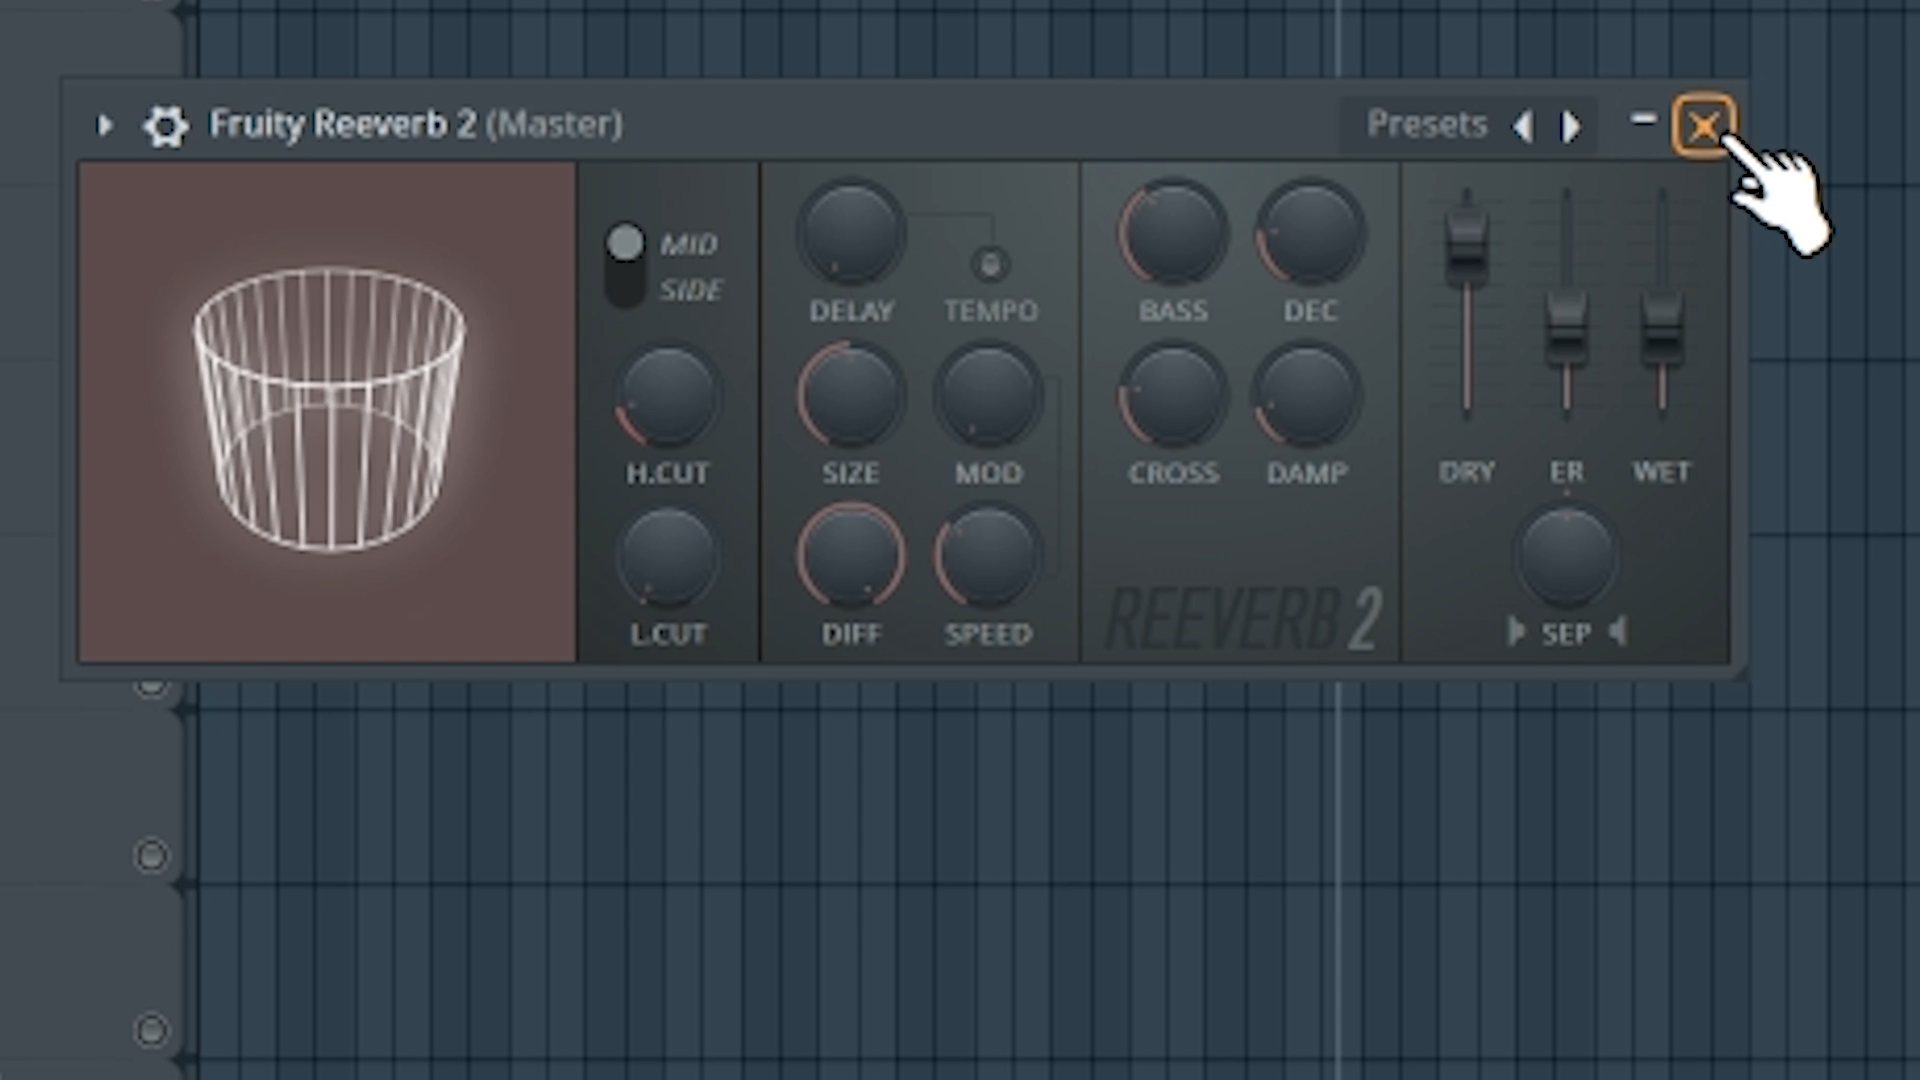 Fruity Reeverb 2 (Master)
Presets
MID
SIDE
DELAY
TEMPO
BASS
DEC
H.CUT
SIZE
MOD
CROSS
DAMP
DRY
ER
WET
L.CUT
DIFF
SPEED
REEVERB 2
SEP